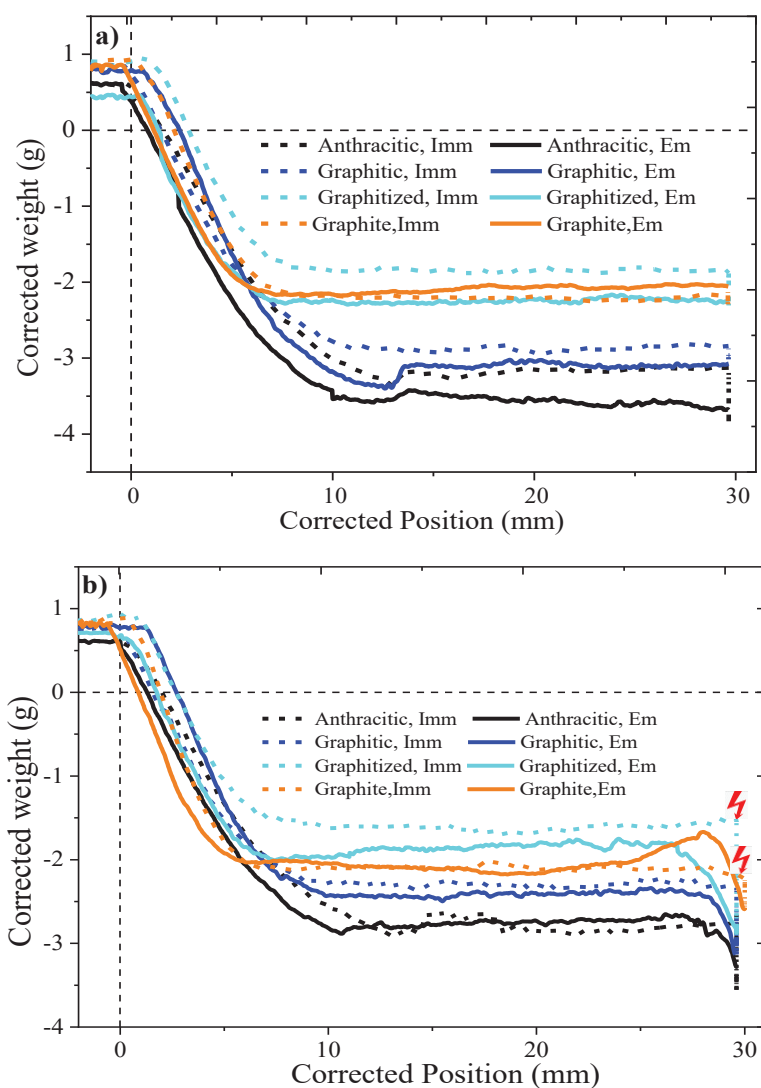 a)
1
0
-1
-2
-3
-4
Corrected weight (g)
Anthracitic, Imm
Anthracitic, Em
Graphitic, Imm
Graphitic, Em
Graphitized, Imm
Graphitized, Em
Graphite,Imm
Graphite,Em
0 10 20 30
Corrected Position (mm)
b)
1
0
-1
-2
-3
-4
Corrected weight (g)
Anthracitic, Imm
Anthracitic, Em
Graphitic, Imm
Graphitic, Em
Graphitized, Imm
Graphitized, Em
Graphite,Imm
Graphite,Em
0 10 20 30
Corrected Position (mm)